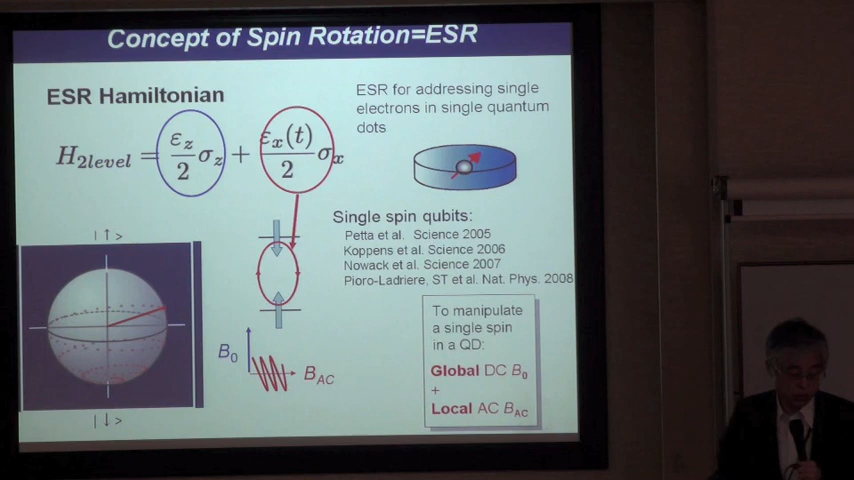 Concept of Spin Rotation=ESR
ESR Hamiltonian
H2level = εz/2 σz + εx(t)/2 σx
ESR for addressing single
electrons in single quantum
dots
Single spin qubits:
Petta et al. Science 2005
Koppens et al. Science 2006
Nowack et al. Science 2007
Pioro-Ladriere, ST et al. Nat. Phys. 2008
| ↑ >
| ↓ >
B0
BAC
To manipulate
a single spin
in a QD:
Global DC B0
+
Local AC BAC